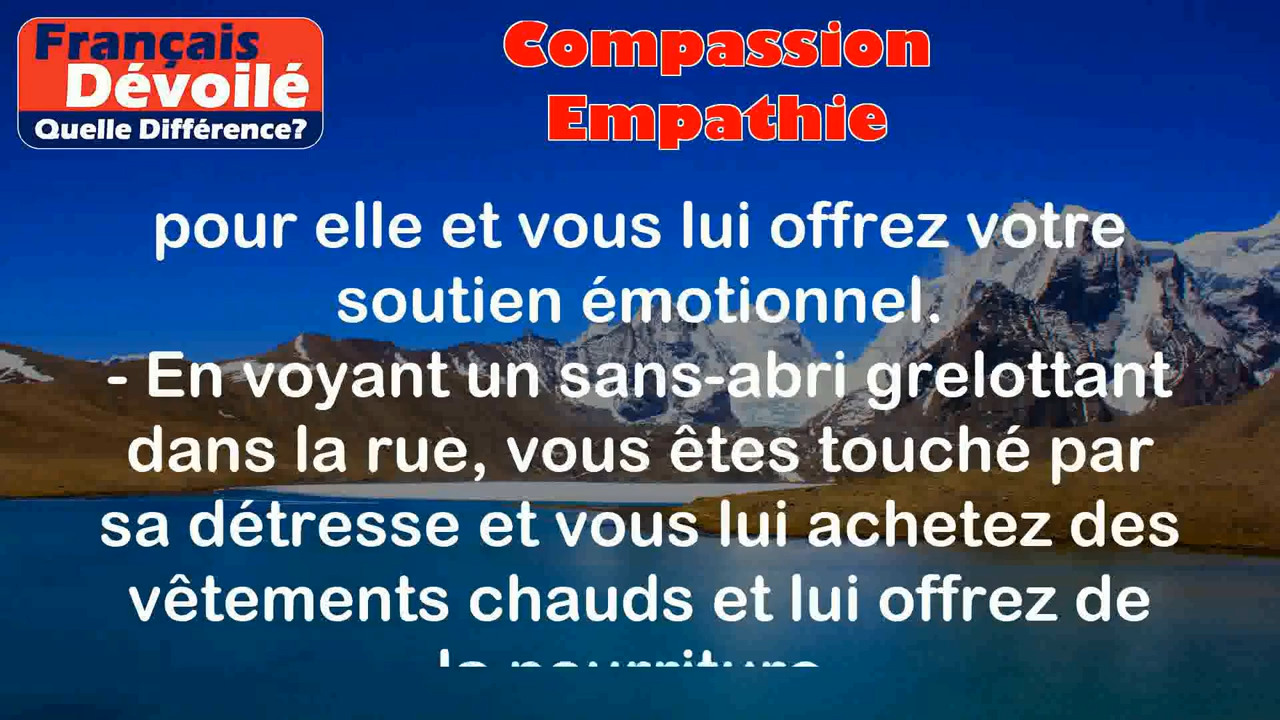 Français
Dévoilé
Quelle Différence?
Compassion
Empathie
pour elle et vous lui offrez votre
soutien émotionnel.
- En voyant un sans-abri grelottant
dans la rue, vous êtes touché par
sa détresse et vous lui achetez des
vêtements chauds et lui offrez de
la nourriture